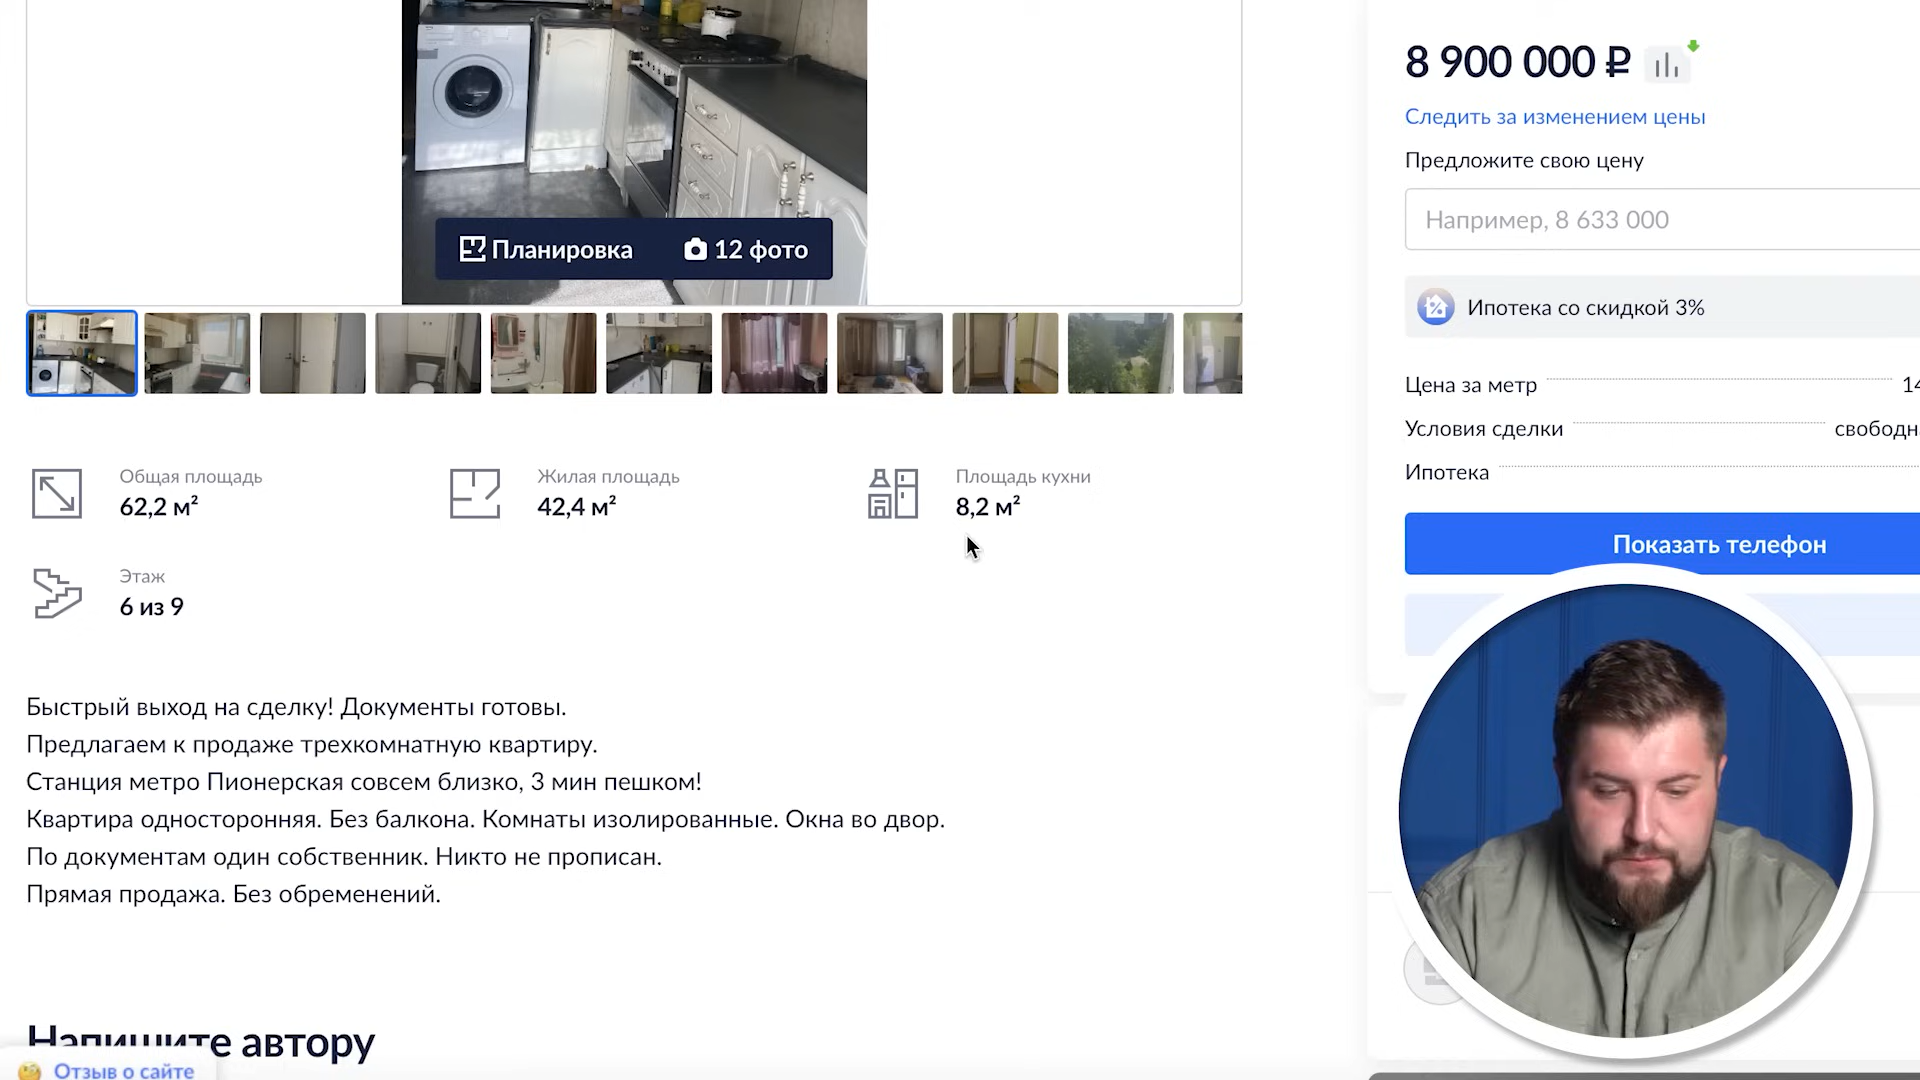 Планировка
12 фото
Общая площадь
62,2 м²
Жилая площадь
42,4 м²
Площадь кухни
8,2 м²
Этаж
6 из 9
Быстрый выход на сделку! Документы готовы.
Предлагаем к продаже трехкомнатную квартиру.
Станция метро Пионерская совсем близко, 3 мин пешком!
Квартира односторонняя. Без балкона. Комнаты изолированные. Окна во двор.
По документам один собственник. Никто не прописан.
Прямая продажа. Без обременений.
Напишите автору
Отзыв о сайте
8 900 000 ₽
Следить за изменением цены
Предложите свою цену
Например, 8 633 000
Ипотека со скидкой 3%
Цена за метр 14
Условия сделки свободн
Ипотека
Показать телефон